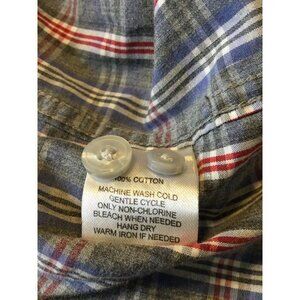 100% COTTON
MACHINE WASH COLD
GENTLE CYCLE
ONLY NON-CHLORINE
BLEACH WHEN NEEDED
HANG DRY
WARM IRON IF NEEDED